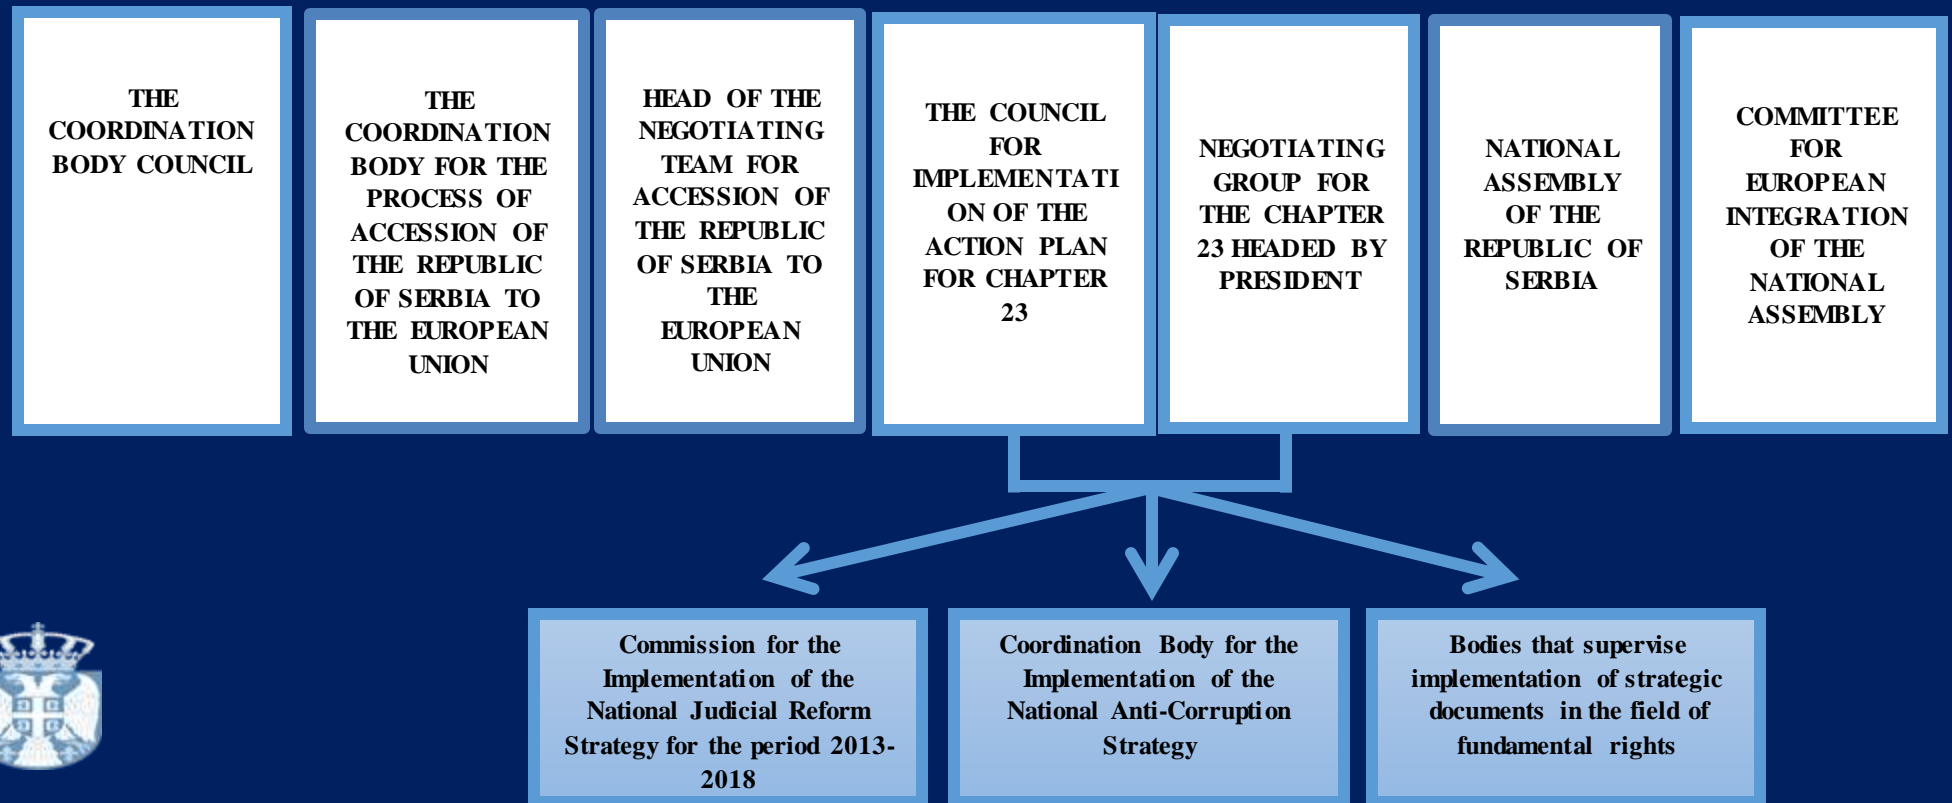 THE
COORDINATION
BODY COUNCIL
THE
COORDINATION
BODY FOR THE
PROCESS OF
ACCESSION OF
THE REPUBLIC
OF SERBIA TO
THE EUROPEAN
UNION
HEAD OF THE
NEGOTIATING
TEAM FOR
ACCESSION OF
THE REPUBLIC
OF SERBIA TO
THE
EUROPEAN
UNION
THE COUNCIL
FOR
IMPLEMENTATI
ON OF THE
ACTION PLAN
FOR CHAPTER
23
NEGOTIATING
GROUP FOR
THE CHAPTER
23 HEADED BY
PRESIDENT
NATIONAL
ASSEMBLY
OF THE
REPUBLIC OF
SERBIA
COMMITTEE
FOR
EUROPEAN
INTEGRATION
OF THE
NATIONAL
ASSEMBLY
Commission for the
Implementation of the
National Judicial Reform
Strategy for the period 2013-
2018
Coordination Body for the
Implementation of the
National Anti-Corruption
Strategy
Bodies that supervise
implementation of strategic
documents in the field of
fundamental rights